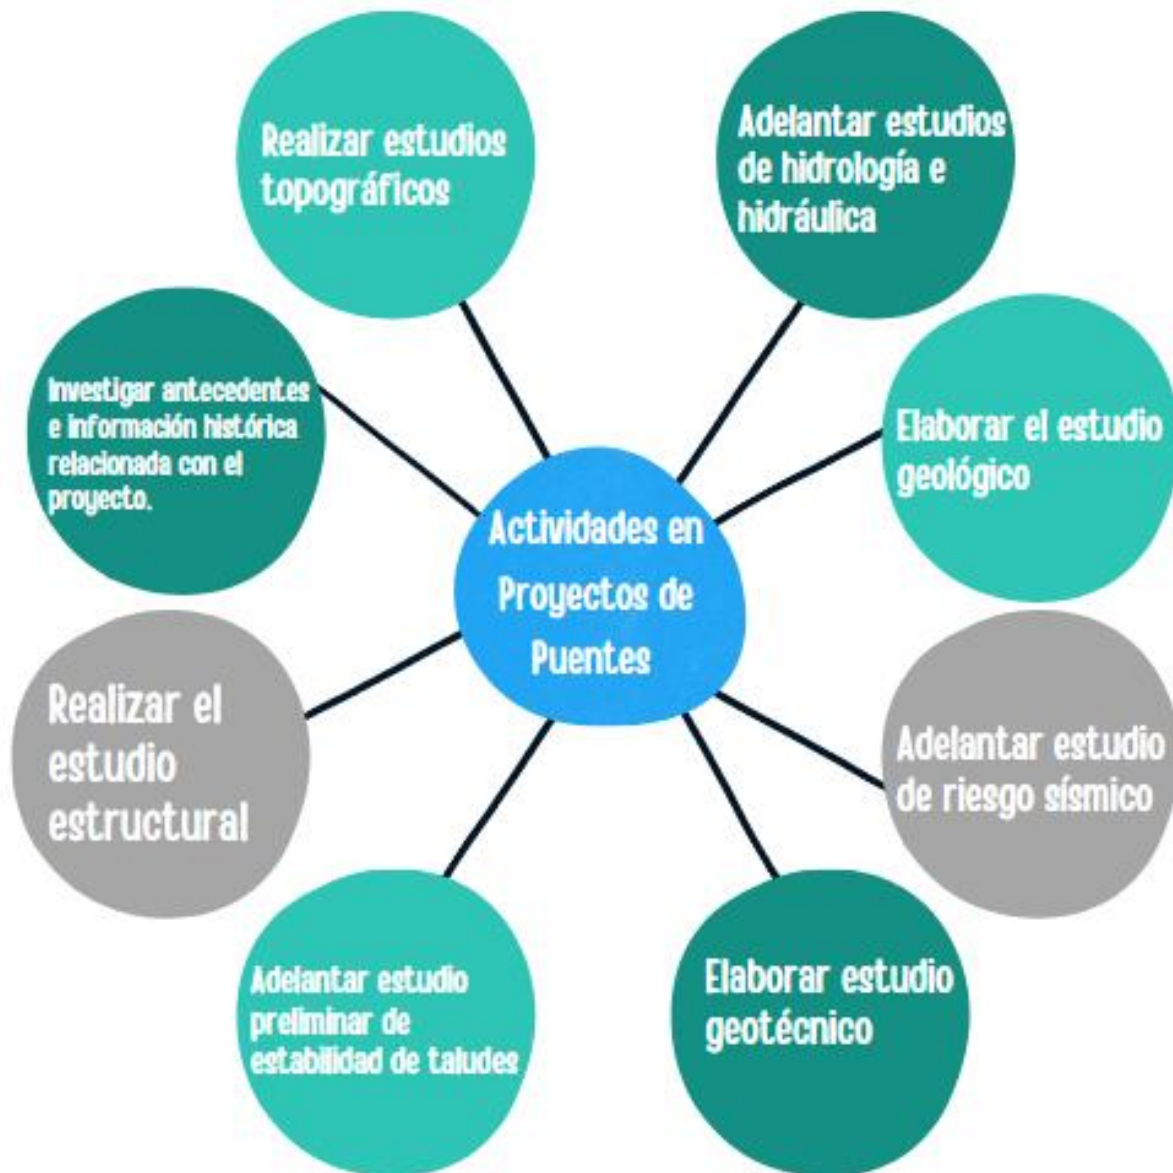 Realizar estudios
topográficos
Adelantar estudios
de hidrología e
hidráulica
Investigar antecedentes
e información histórica
relacionada con el
proyecto.
Elaborar el estudio
geológico
Actividades en
Proyectos de
Puentes
Realizar el
estudio
estructural
Adelantar estudio
de riesgo sísmico
Adelantar estudio
preliminar de
estabilidad de taludes
Elaborar estudio
geotécnico